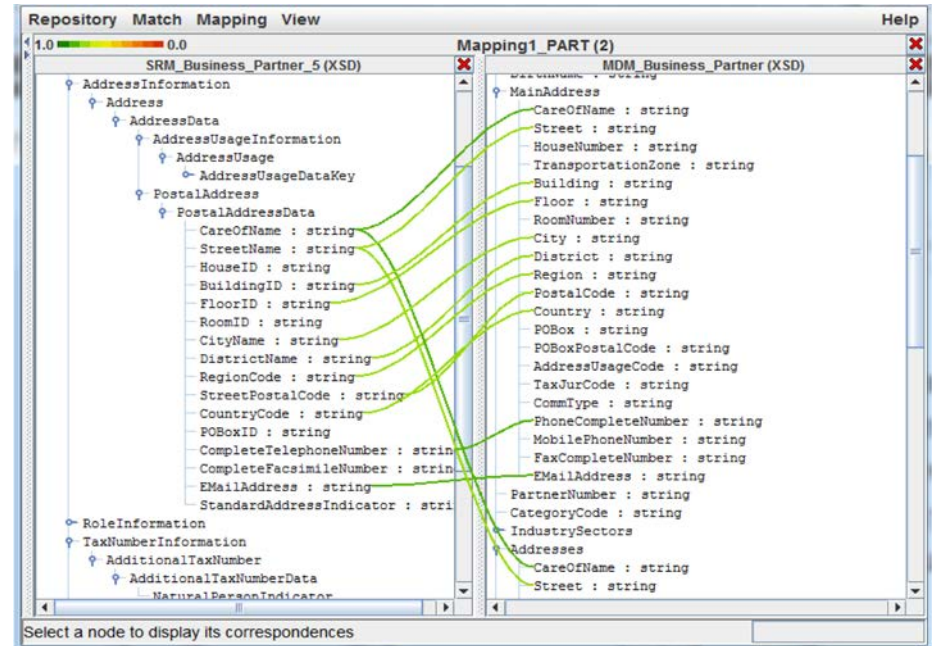 Repository Match Mapping View Help
1.0 0.0 Mapping1_PART (2)
SRM_Business_Partner_5 (XSD)
AddressInformation
Address
AddressData
AddressUsageInformation
AddressUsage
AddressUsageDataKey
PostalAddress
PostalAddressData
CareOfName : string
StreetName : string
HouseID : string
BuildingID : string
FloorID : string
RoomID : string
CityName : string
DistrictName : string
RegionCode : string
StreetPostalCode : string
CountryCode : string
POBoxID : string
CompleteTelephoneNumber : strin
CompleteFacsimileNumber : strin
EMailAddress : string
StandardAddressIndicator : stri
RoleInformation
TaxNumberInformation
AdditionalTaxNumber
AdditionalTaxNumberData
NaturalPersonIndicator
MDM_Business_Partner (XSD)
BirthName : string
MainAddress
CareOfName : string
Street : string
HouseNumber : string
TransportationZone : string
Building : string
Floor : string
RoomNumber : string
City : string
District : string
Region : string
PostalCode : string
Country : string
POBox : string
POBoxPostalCode : string
AddressUsageCode : string
TaxJurCode : string
CommType : string
PhoneCompleteNumber : string
MobilePhoneNumber : string
FaxCompleteNumber : string
EMailAddress : string
PartnerNumber : string
CategoryCode : string
IndustrySectors
Addresses
CareOfName : string
Street : string
Select a node to display its correspondences